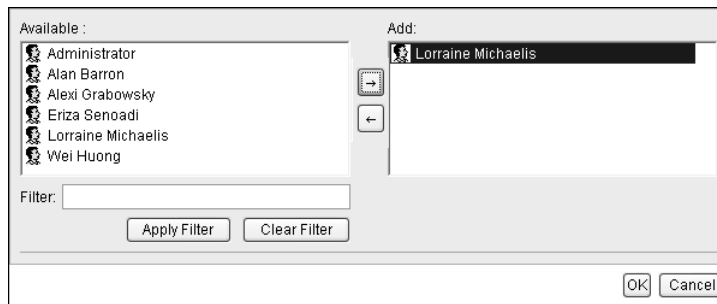 Available :
Administrator
Alan Barron
Alexi Grabowsky
Eriza Senoadi
Lorraine Michaelis
Wei Huong
Add:
Lorraine Michaelis
→
←
Filter:
Apply Filter
Clear Filter
OK
Cancel